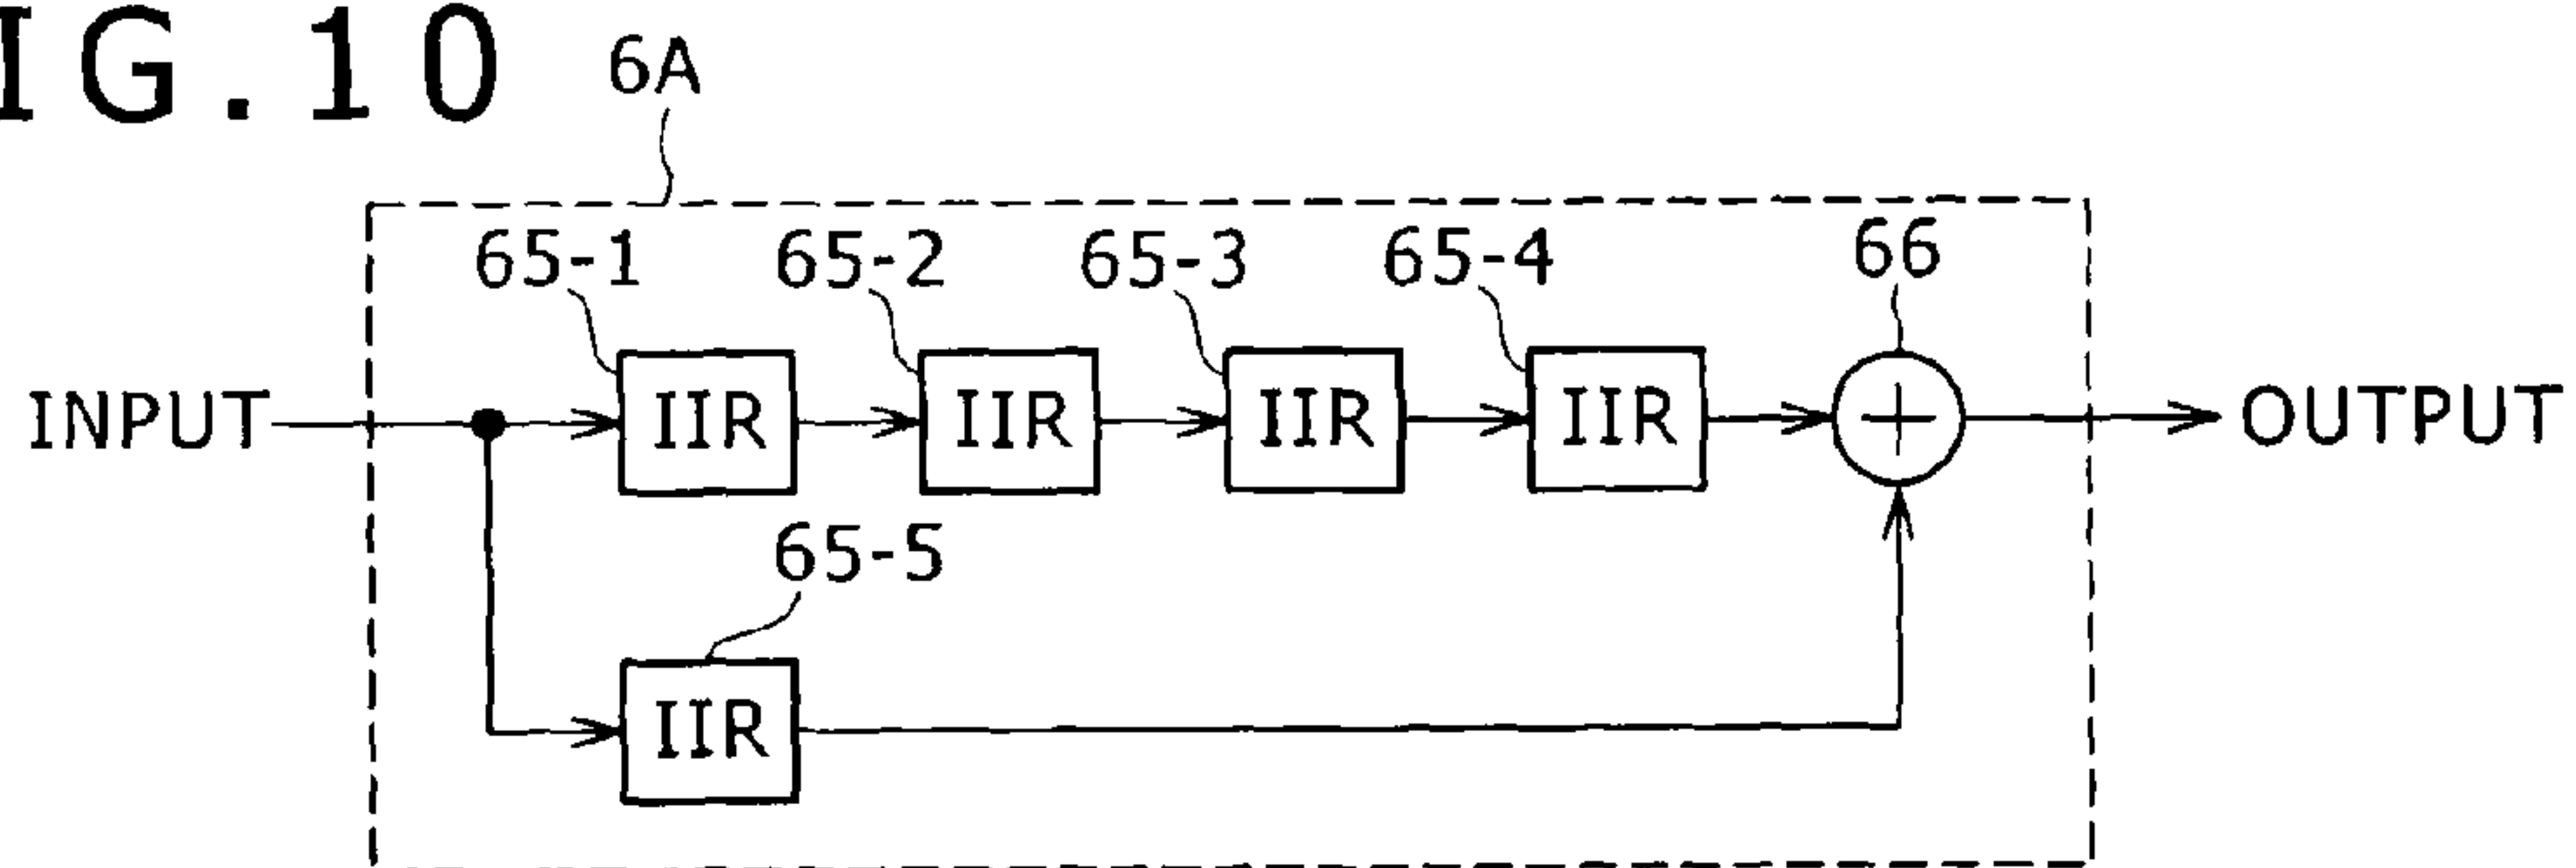 IG.10
6A
65-1 65-2 65-3 65-4 66
INPUT IIR IIR IIR IIR + OUTPUT
65-5
IIR